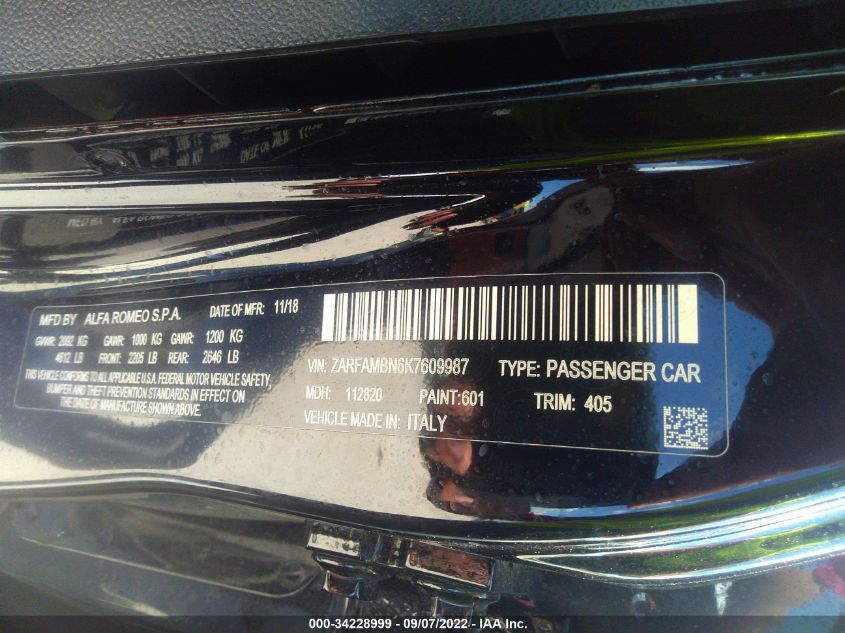 MFD BY ALFA ROMEO S.P.A. DATE OF MFR: 11/18
GVWR: 2092 KG GAWR: 1000 KG GAWR: 1200 KG
4612 LB FRONT: 2205 LB REAR: 2646 LB
THIS VEHICLE CONFORMS TO ALL APPLICABLE U.S.A. FEDERAL MOTOR VEHICLE SAFETY,
BUMPER AND THEFT PREVENTION STANDARDS IN EFFECT ON
THE DATE OF MANUFACTURE SHOWN ABOVE.
VIN: ZARFAMBN6K7609987 TYPE: PASSENGER CAR
MDH: 112820 PAINT:601 TRIM: 405
VEHICLE MADE IN: ITALY
000-34228999 — 09/07/2022 — IAA Inc.